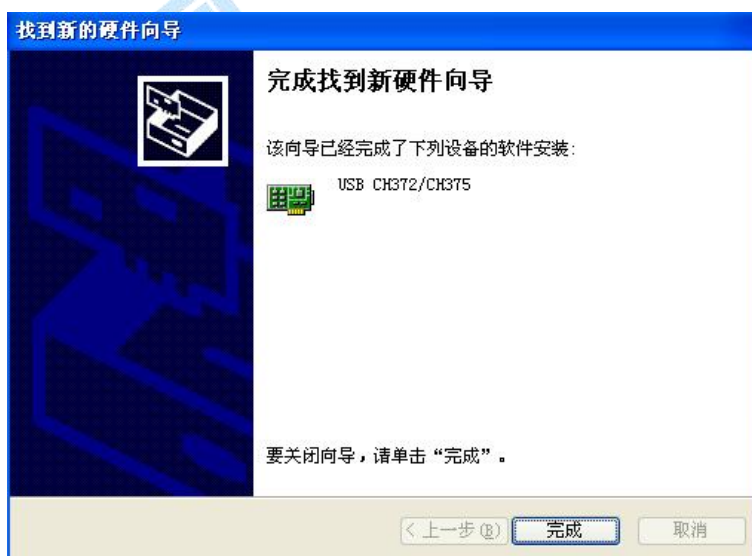 找到新的硬件向导
完成找到新硬件向导
该向导已经完成了下列设备的软件安装:
USB CH372/CH375
要关闭向导，请单击“完成”。
< 上一步(B)
完成
取消